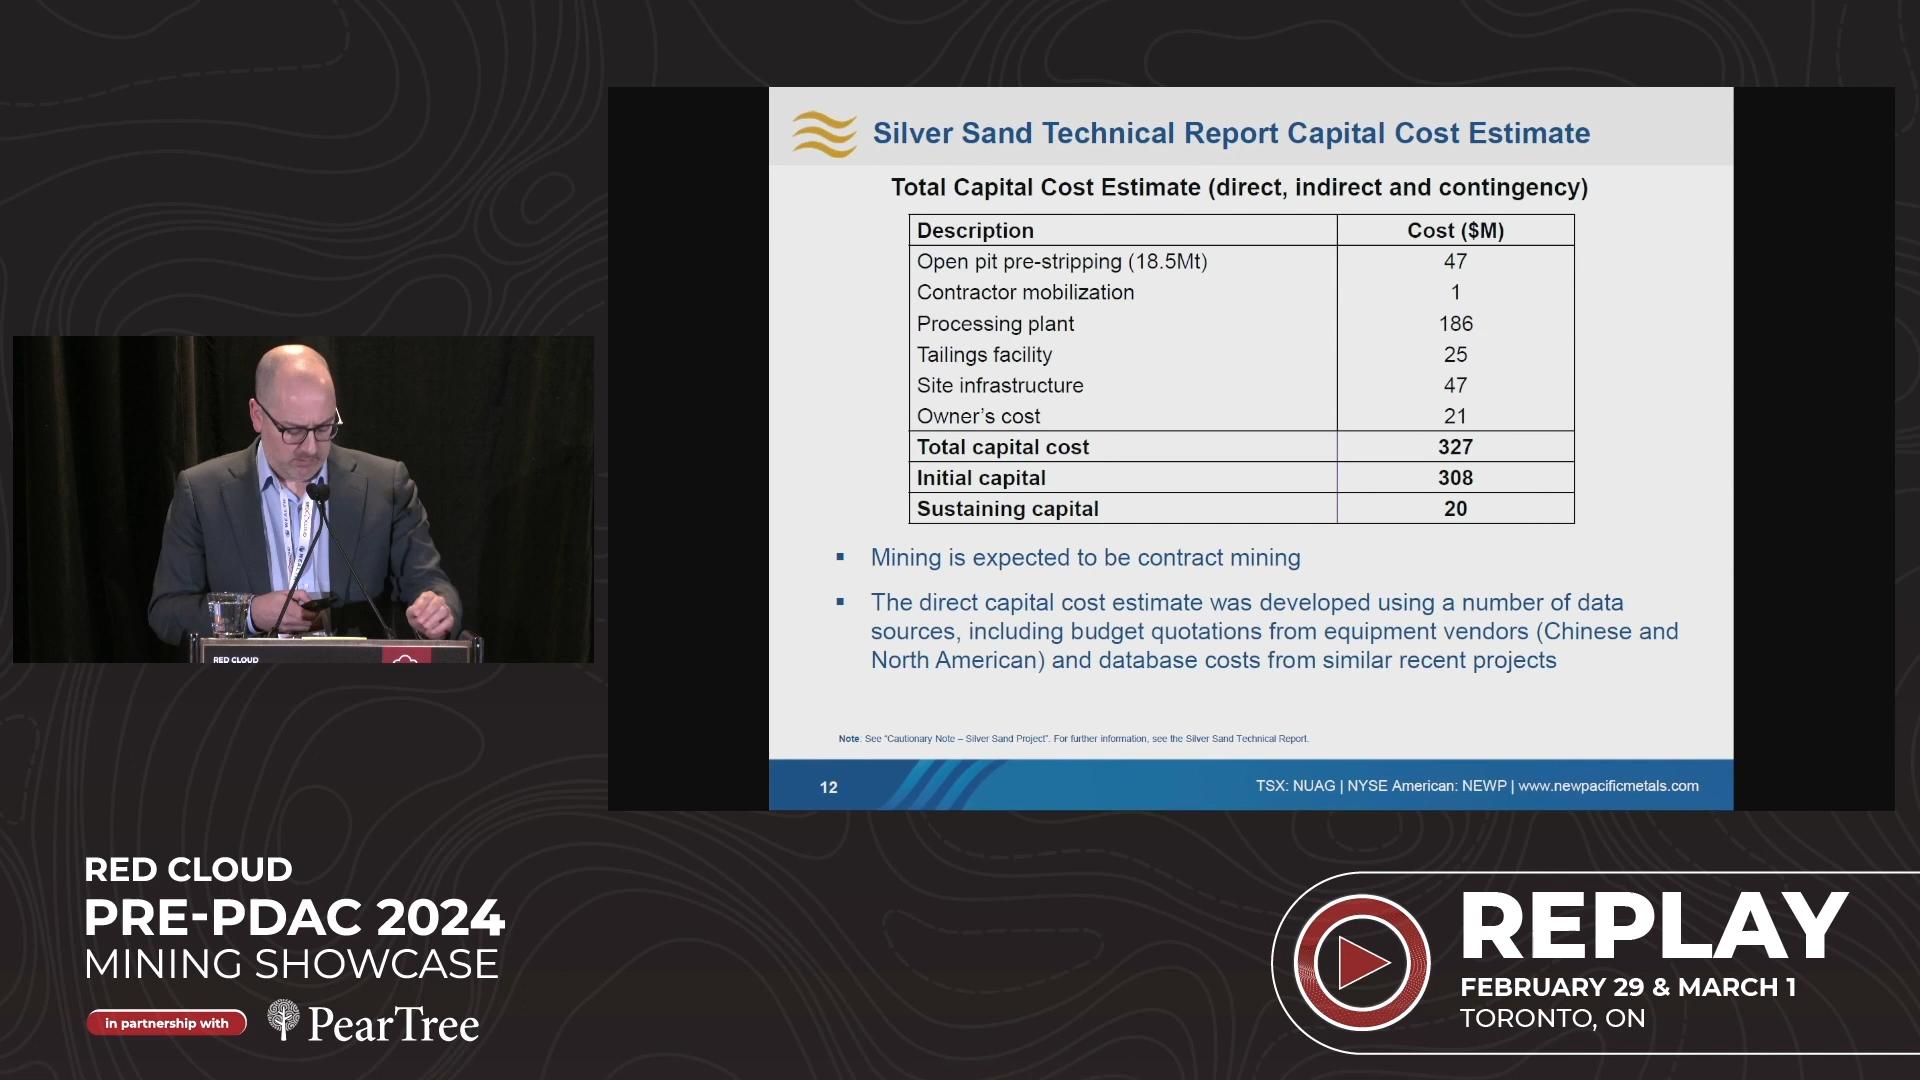 Silver Sand Technical Report Capital Cost Estimate
Total Capital Cost Estimate (direct, indirect and contingency)
Description Cost ($M)
Open pit pre-stripping (18.5Mt) 47
Contractor mobilization 1
Processing plant 186
Tailings facility 25
Site infrastructure 47
Owner’s cost 21
Total capital cost 327
Initial capital 308
Sustaining capital 20
▪ Mining is expected to be contract mining
▪ The direct capital cost estimate was developed using a number of data
sources, including budget quotations from equipment vendors (Chinese and
North American) and database costs from similar recent projects
Note: See “Cautionary Note – Silver Sand Project”. For further information, see the Silver Sand Technical Report.
12
TSX: NUAG | NYSE American: NEWP | www.newpacificmetals.com
RED CLOUD
RED CLOUD
PRE-PDAC 2024
MINING SHOWCASE
in partnership with
PearTree
REPLAY
FEBRUARY 29 & MARCH 1
TORONTO, ON